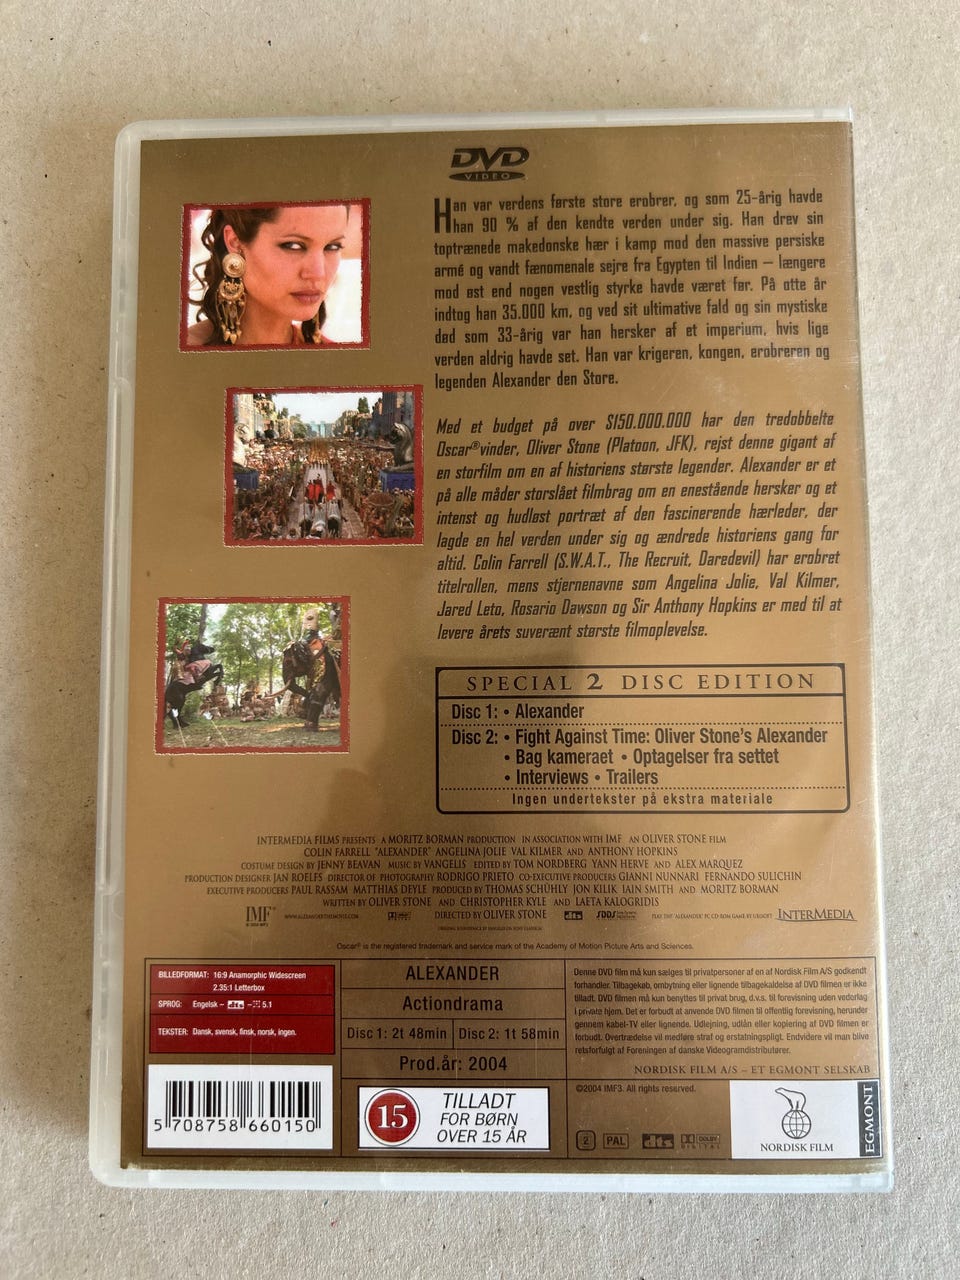 DVD
VIDEO
Han var verdens første store erobrer, og som 25-årig havde
han 90 % af den kendte verden under sig. Han drev sin
toptrænede makedonske hær i kamp mod den massive persiske
armé og vandt fænomenale sejre fra Egypten til Indien – længere
mod øst end nogen vestlig styrke havde været før. På otte år
indtog han 35.000 km, og ved sit ultimative fald og sin mystiske
død som 33-årig var han hersker af et imperium, hvis lige
verden aldrig havde set. Han var krigeren, kongen, erobreren og
legenden Alexander den Store.
Med et budget på over $150.000.000 har den tredobbelte
Oscar®vinder, Oliver Stone (Platoon, JFK), rejst denne gigant af
en storfilm om en af historiens største legender. Alexander er et
på alle måder storslået filmbrag om en enestående hersker og et
intenst og hudløst portræt af den fascinerende hærleder, der
lagde en hel verden under sig og ændrede historiens gang for
altid. Colin Farrell (S.W.A.T., The Recruit, Daredevil) har erobret
titelrollen, mens stjernenavne som Angelina Jolie, Val Kilmer,
Jared Leto, Rosario Dawson og Sir Anthony Hopkins er med til at
levere årets suverænt største filmoplevelse.
SPECIAL 2 DISC EDITION
Disc 1: • Alexander
Disc 2: • Fight Against Time: Oliver Stone's Alexander
• Bag kameraet • Optagelser fra settet
• Interviews • Trailers
Ingen undertekster på ekstra materiale
INTERMEDIA FILMS PRESENTS A MORITZ BORMAN PRODUCTION IN ASSOCIATION WITH IMF AN OLIVER STONE FILM
COLIN FARRELL "ALEXANDER" ANGELINA JOLIE VAL KILMER AND ANTHONY HOPKINS
COSTUME DESIGN BY JENNY BEAVAN MUSIC BY VANGELIS EDITED BY TOM NORDBERG YANN HERVE AND ALEX MARQUEZ
PRODUCTION DESIGNER JAN ROELFS DIRECTOR OF PHOTOGRAPHY RODRIGO PRIETO CO-EXECUTIVE PRODUCERS GIANNI NUNNARI FERNANDO SULICHIN
EXECUTIVE PRODUCERS PAUL RASSAM MATTHIAS DEYLE PRODUCED BY THOMAS SCHÜHLY JON KILIK IAIN SMITH AND MORITZ BORMAN
WRITTEN BY OLIVER STONE AND CHRISTOPHER KYLE AND LAETA KALOGRIDIS
IMF WWW.ALEXANDERTHEMOVIE.COM DIRECTED BY OLIVER STONE dts SDDS PLAY THE "ALEXANDER" PC CD-ROM GAME BY UBISOFT INTERMEDIA
Oscar® is the registered trademark and service mark of the Academy of Motion Picture Arts and Sciences.
BILLEDFORMAT: 16:9 Anamorphic Widescreen
2.35:1 Letterbox
SPROG: Engelsk – dts – 5.1
TEKSTER: Dansk, svensk, finsk, norsk, ingen.
ALEXANDER
Actiondrama
Disc 1: 2t 48min Disc 2: 1t 58min
Prod.år: 2004
Denne DVD film må kun sælges til privatpersoner af en af Nordisk Film A/S godkendt
forhandler. Tilbagekøb, ombytning eller lignende tilbagekaldelse af DVD filmen er ikke
tilladt. DVD filmen må kun benyttes til privat brug, d.v.s. til forevisning uden vederlag
i private hjem. Det er forbudt at anvende DVD filmen til offentlig forevisning, herunder
gennem kabel-TV eller lignende. Udlejning, udlån eller kopiering af DVD filmen er
forbudt. Overtrædelse vil medføre straf og erstatningspligt. Endvidere vil man blive
retsforfulgt af Foreningen af danske Videogramdistributører.
NORDISK FILM A/S – ET EGMONT SELSKAB
5 708758 660150
15
TILLADT
FOR BØRN
OVER 15 ÅR
©2004 IMF3. All rights reserved.
2 PAL dts DOLBY
DIGITAL
NORDISK FILM
EGMONT